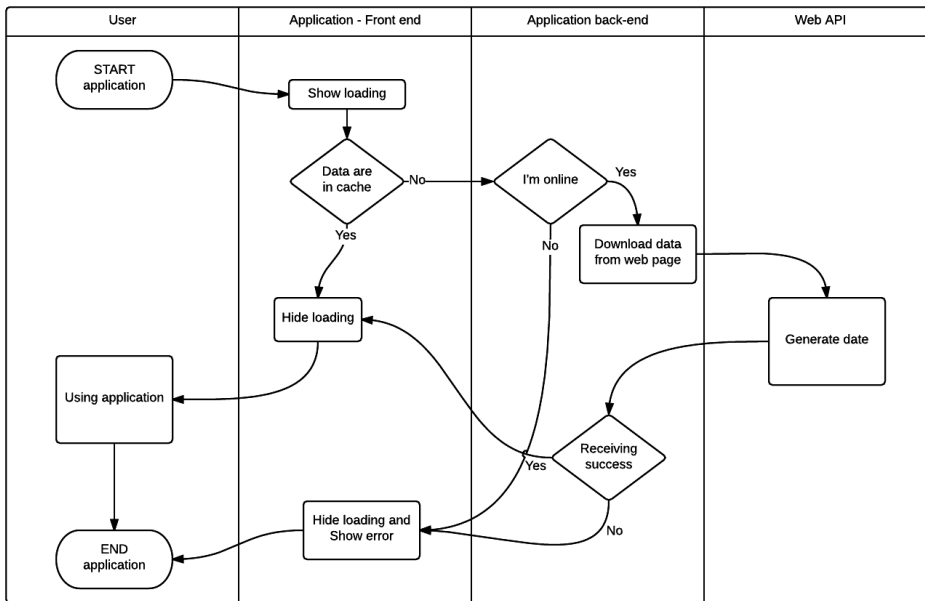 User
Application - Front end
Application back-end
Web API
START
application
Show loading
Data are
in cache
No
I'm online
Yes
Yes
No
Download data
from web page
Hide loading
Generate date
Using application
Receiving
success
Yes
Hide loading and
Show error
No
END
application